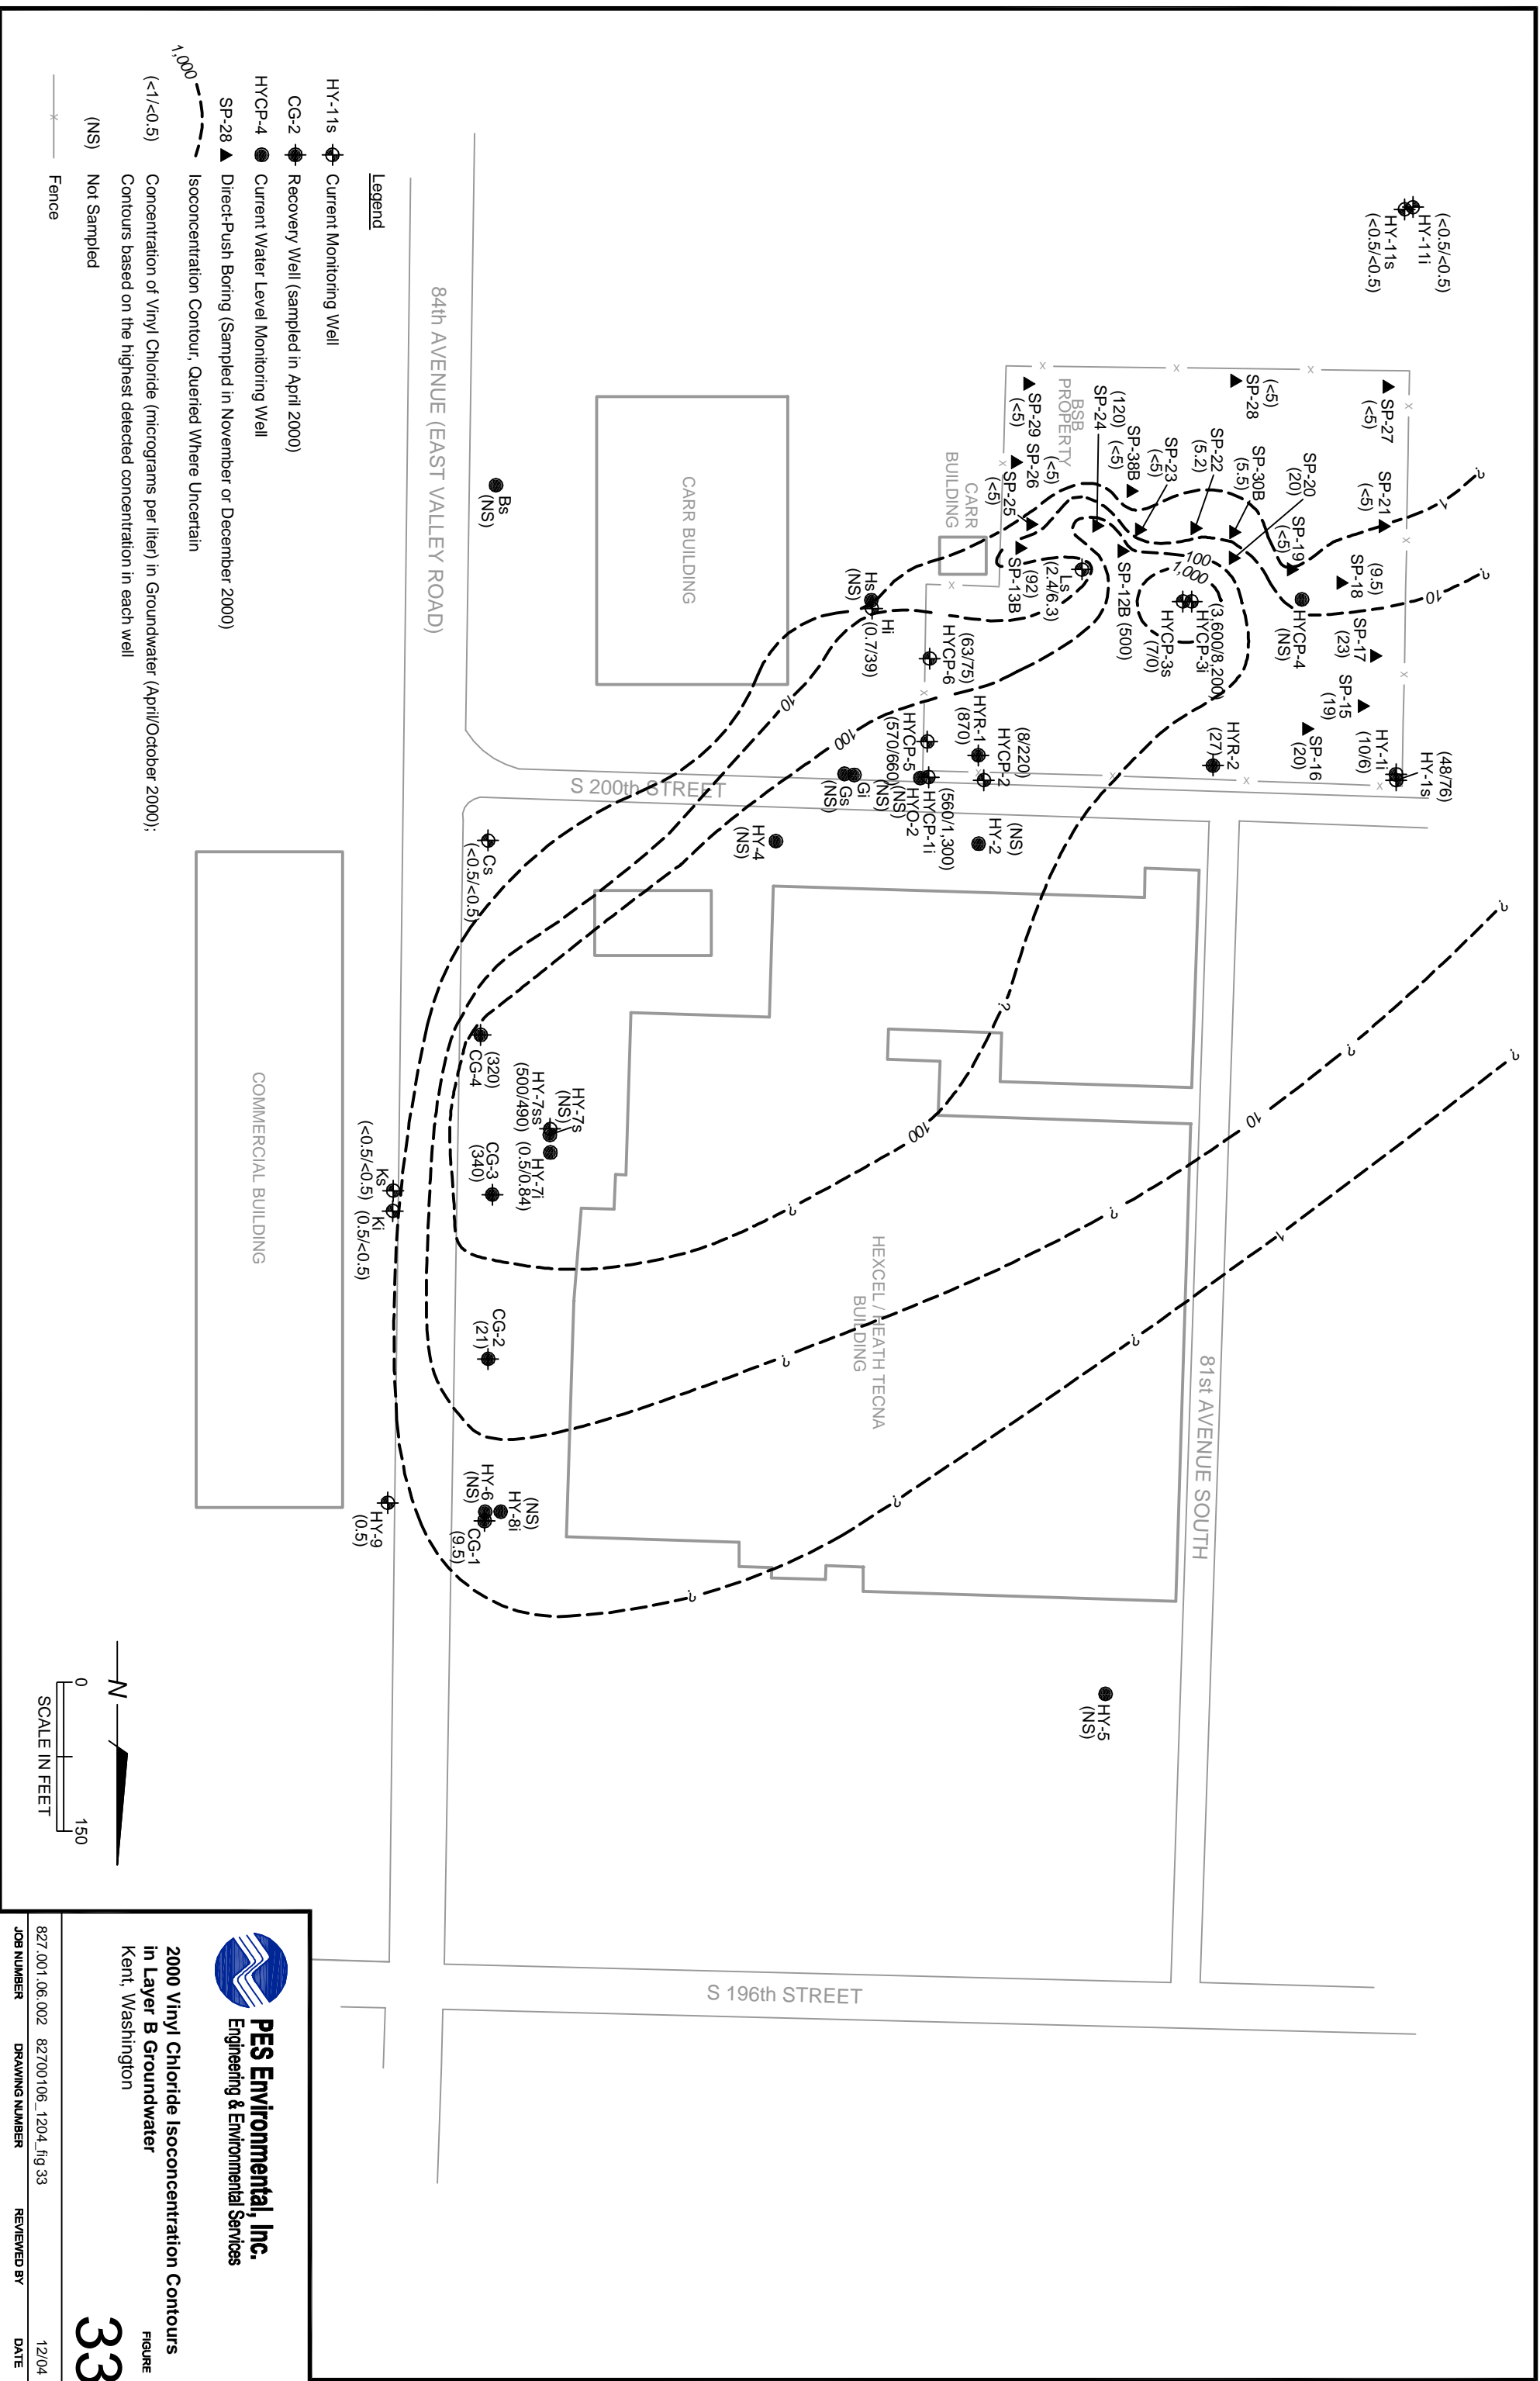 (<0.5/<0.5)
HY-11i
HY-11s
(<0.5/<0.5)
SP-27
(<5)
SP-21
(<5)
(<5)
SP-28
SP-20
(20)
SP-19
(<5)
(9.5)
SP-18
SP-17
(23)
SP-15
(19)
SP-16
(20)
HY-1i
(10/6)
(48/76)
HY-1s
SP-30B
(5.5)
SP-22
(5.2)
SP-23
(<5)
SP-38B
(<5)
(120)
SP-24
BSB
PROPERTY
SP-29
(<5)
(<5)
SP-26
SP-25
(<5)
CARR
BUILDING
SP-13B
(92)
Ls
(2.4/6.3)
SP-12B (500)
HYCP-4
(NS)
(3,600/8,200)
HYCP-3i
HYCP-3s
(7/0)
HYR-2
(27)
100
1,000
1
10
?
?
Hs
(NS)
Hi
(0.7/39)
(63/75)
HYCP-6
HYCP-5
(570/660)
HYR-1
(870)
(8/220)
HYCP-2
(560/1,300)
HYCP-1i
HYO-2
(NS)
Gi
(NS)
Gs
(NS)
(NS)
HY-2
HY-4
(NS)
10
100
S 200th STREET
CARR BUILDING
Bs
(NS)
84th AVENUE (EAST VALLEY ROAD)
Cs
(<0.5/<0.5)
(320)
CG-4
HY-7s
(NS)
HY-7ss
(500/490)
HY-7i
(0.5/0.84)
CG-3
(340)
Ks
(<0.5/<0.5)
Ki
(0.5/<0.5)
CG-2
(21)
HY-6
(NS)
(NS)
HY-8i
CG-1
(9.5)
HY-9
(0.5)
COMMERCIAL BUILDING
HEXCEL / HEATH TECNA
BUILDING
81st AVENUE SOUTH
?
?
?
?
?
?
?
?
?
?
?
?
100
10
1
HY-5
(NS)
S 196th STREET
Legend
HY-11s Current Monitoring Well
CG-2 Recovery Well (sampled in April 2000)
HYCP-4 Current Water Level Monitoring Well
SP-28 Direct-Push Boring (Sampled in November or December 2000)
1,000 Isoconcentration Contour, Queried Where Uncertain
(<1/<0.5) Concentration of Vinyl Chloride (micrograms per liter) in Groundwater (April/October 2000);
Contours based on the highest detected concentration in each well
(NS) Not Sampled
x Fence
N
0 150
SCALE IN FEET
PES Environmental, Inc.
Engineering & Environmental Services
2000 Vinyl Chloride Isoconcentration Contours
in Layer B Groundwater
Kent, Washington
FIGURE
33
827.001.06.002 82700106_1204_fig 33 12/04
JOB NUMBER DRAWING NUMBER REVIEWED BY DATE